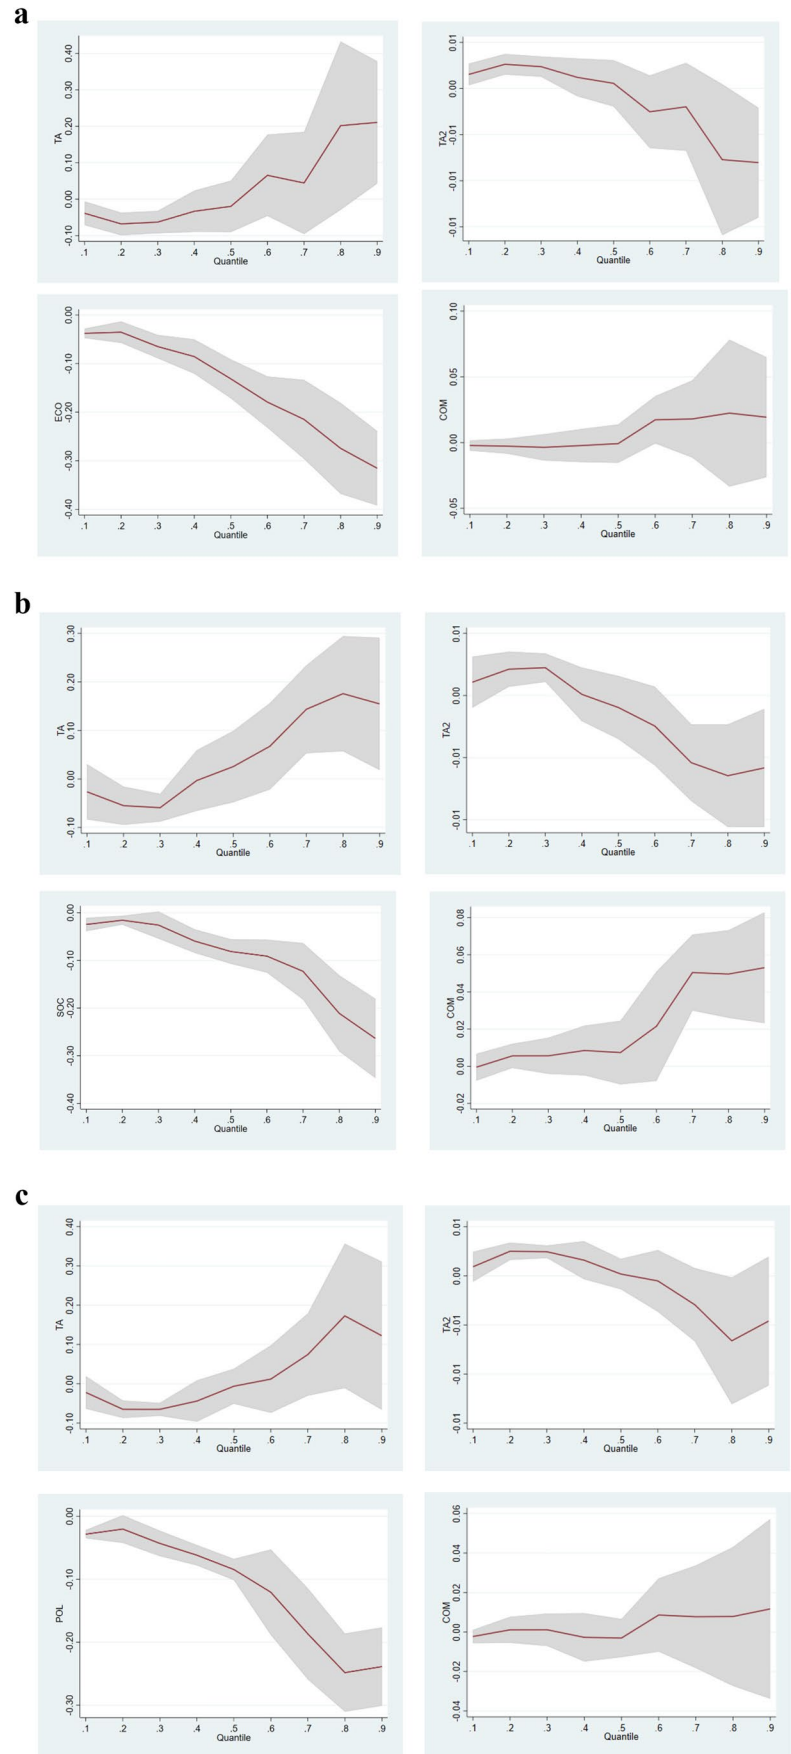 a
0.40
0.30
0.20
0.10
0.00
-0.10
TA
.1 .2 .3 .4 .5 .6 .7 .8 .9
Quantile
0.01
0.00
-0.01
-0.01
-0.01
TA2
.1 .2 .3 .4 .5 .6 .7 .8 .9
Quantile
0.00
-0.10
-0.20
-0.30
-0.40
ECO
.1 .2 .3 .4 .5 .6 .7 .8 .9
Quantile
0.10
0.05
0.00
-0.05
COM
.1 .2 .3 .4 .5 .6 .7 .8 .9
Quantile
b
0.30
0.20
0.10
0.00
-0.10
TA
.1 .2 .3 .4 .5 .6 .7 .8 .9
Quantile
0.01
0.00
-0.01
-0.01
TA2
.1 .2 .3 .4 .5 .6 .7 .8 .9
Quantile
0.00
-0.10
-0.20
-0.30
-0.40
SOC
.1 .2 .3 .4 .5 .6 .7 .8 .9
Quantile
0.08
0.06
0.04
0.02
0.00
-0.02
COM
.1 .2 .3 .4 .5 .6 .7 .8 .9
Quantile
c
0.40
0.30
0.20
0.10
0.00
-0.10
TA
.1 .2 .3 .4 .5 .6 .7 .8 .9
Quantile
0.01
0.00
-0.01
-0.01
-0.01
TA2
.1 .2 .3 .4 .5 .6 .7 .8 .9
Quantile
0.00
-0.10
-0.20
-0.30
POL
.1 .2 .3 .4 .5 .6 .7 .8 .9
Quantile
0.06
0.04
0.02
0.00
-0.02
-0.04
COM
.1 .2 .3 .4 .5 .6 .7 .8 .9
Quantile